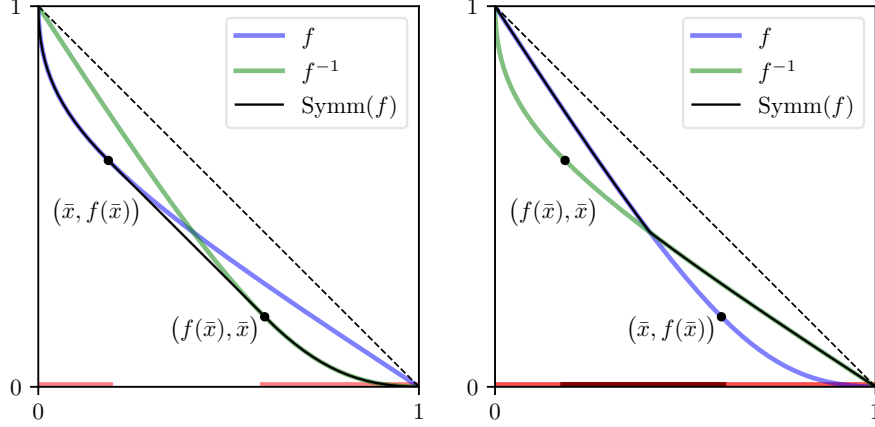 1
f
f⁻¹
Symm(f)
(x̄, f(x̄))
(f(x̄), x̄)
0
0
1
1
f
f⁻¹
Symm(f)
(f(x̄), x̄)
(x̄, f(x̄))
0
0
1